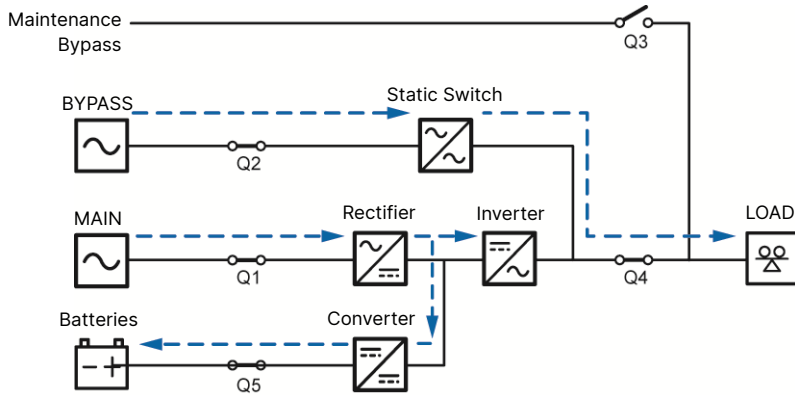 Maintenance
Bypass
Q3
BYPASS
Static Switch
Q2
MAIN
Rectifier
Inverter
LOAD
Q1
Q4
Batteries
Converter
Q5